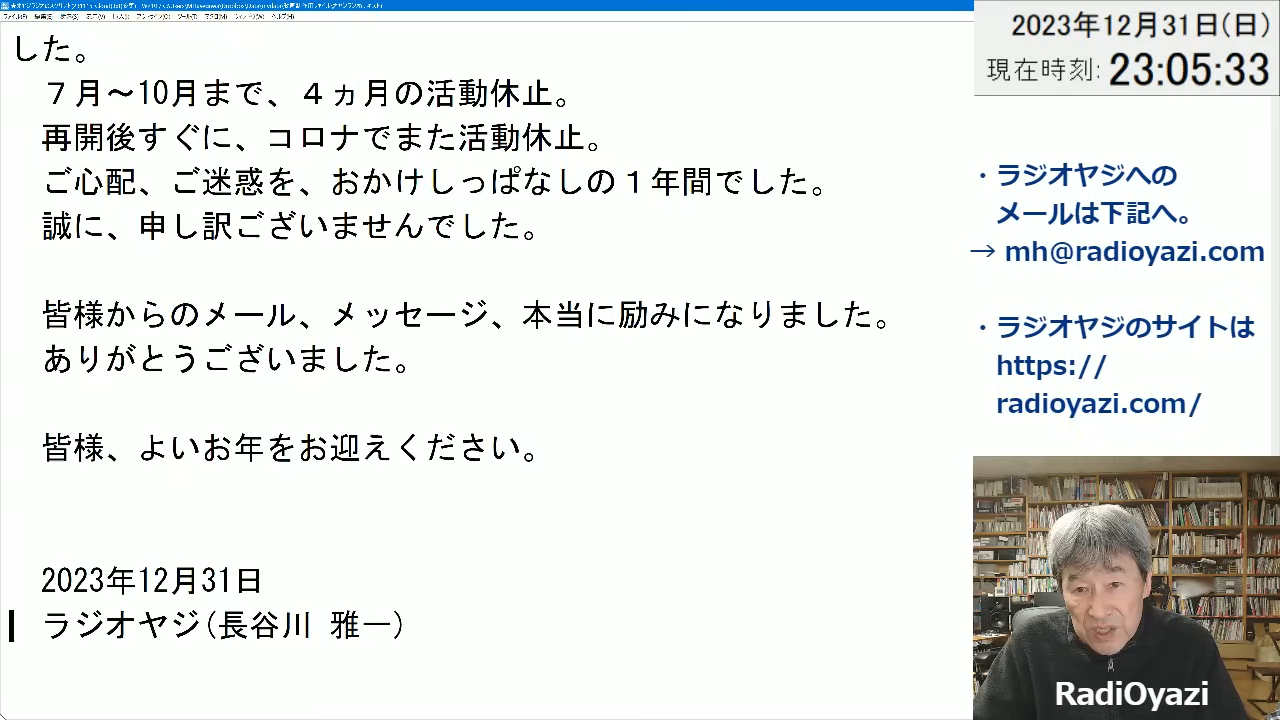 した。
７月～10月まで、４ヵ月の活動休止。
再開後すぐに、コロナでまた活動休止。
ご心配、ご迷惑を、おかけしっぱなしの１年間でした。
誠に、申し訳ございませんでした。
皆様からのメール、メッセージ、本当に励みになりました。
ありがとうございました。
皆様、よいお年をお迎えください。
2023年12月31日
ラジオヤジ(長谷川 雅一)
2023年12月31日(日)
現在時刻: 23:05:33
・ラジオヤジへの
メールは下記へ。
→ mh@radioyazi.com
・ラジオヤジのサイトは
https://
radioyazi.com/
RadiOyazi